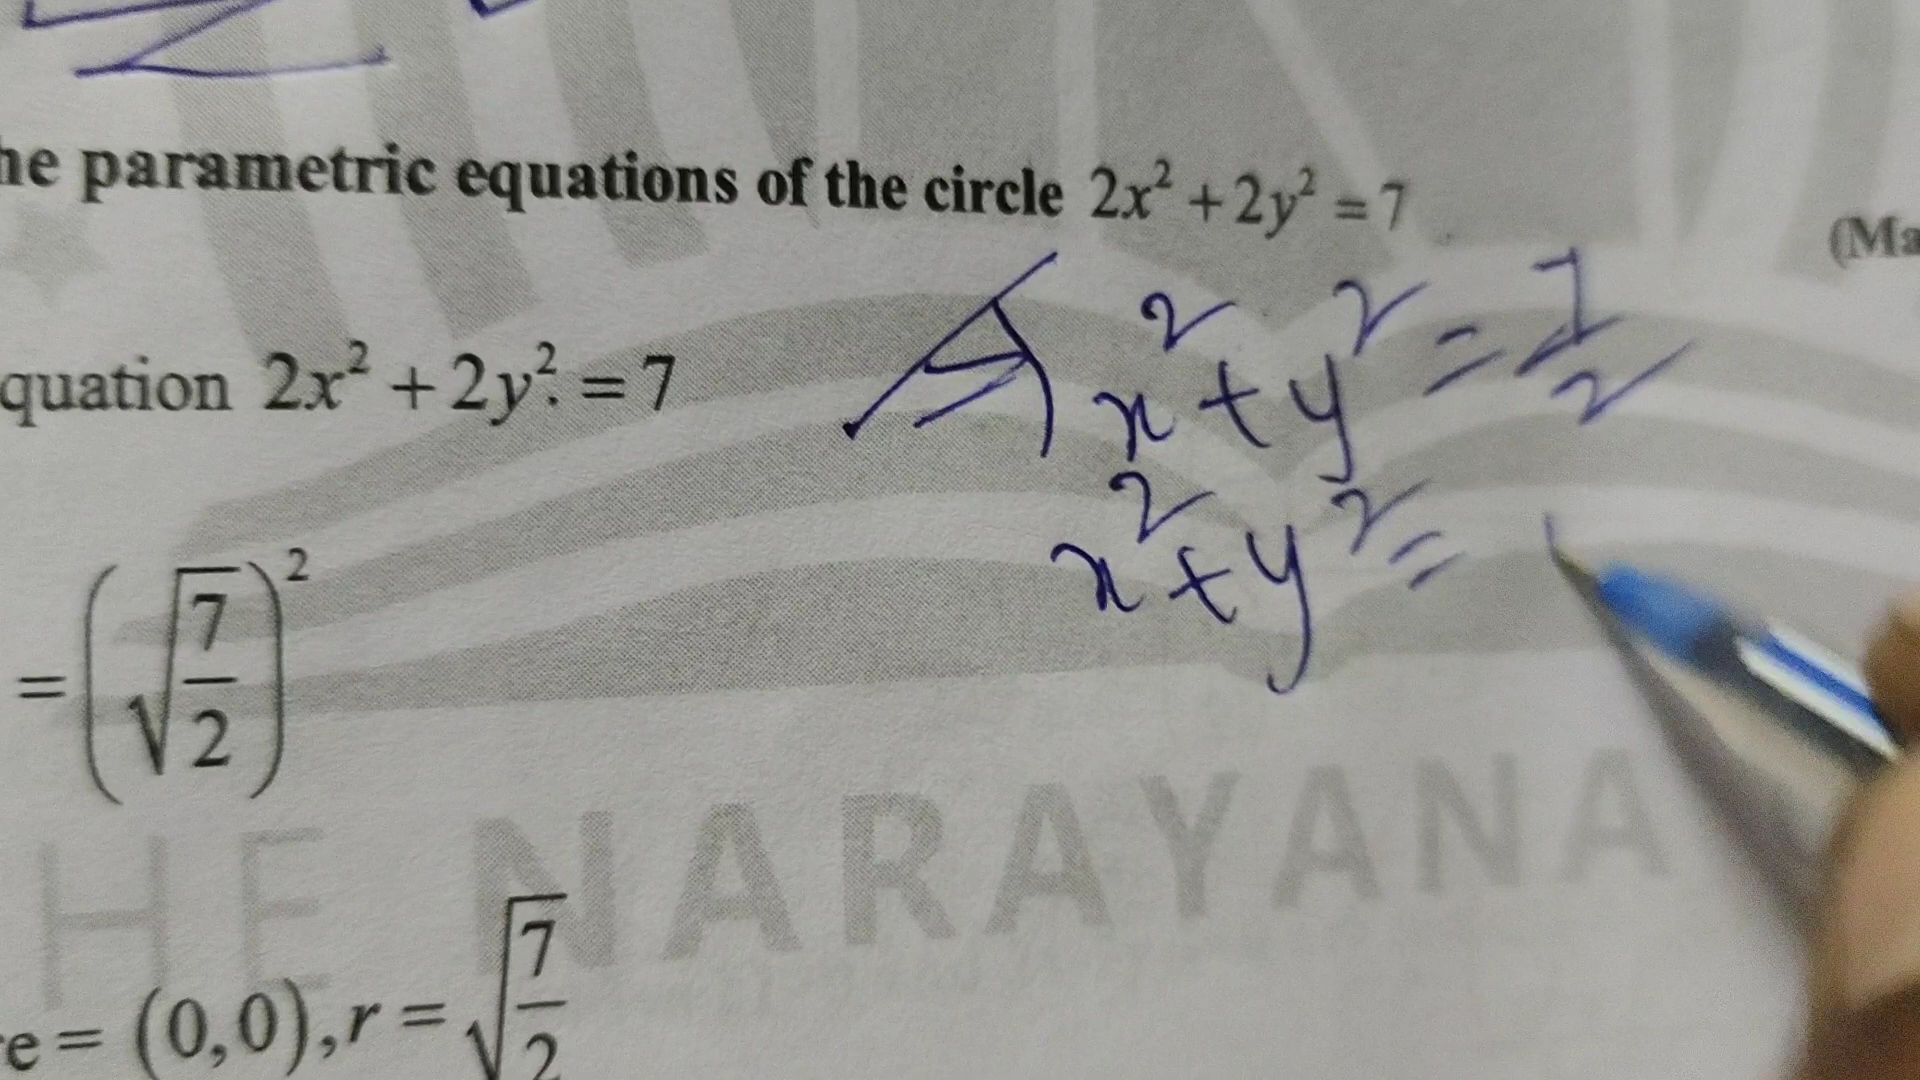 he parametric equations of the circle 2x² + 2y² = 7
(Ma
x² + y² = 7/2
quation 2x² + 2y². = 7
x² + y² =
= (√(7/2))²
HE NARAYANA
e = (0,0), r = √(7/2)